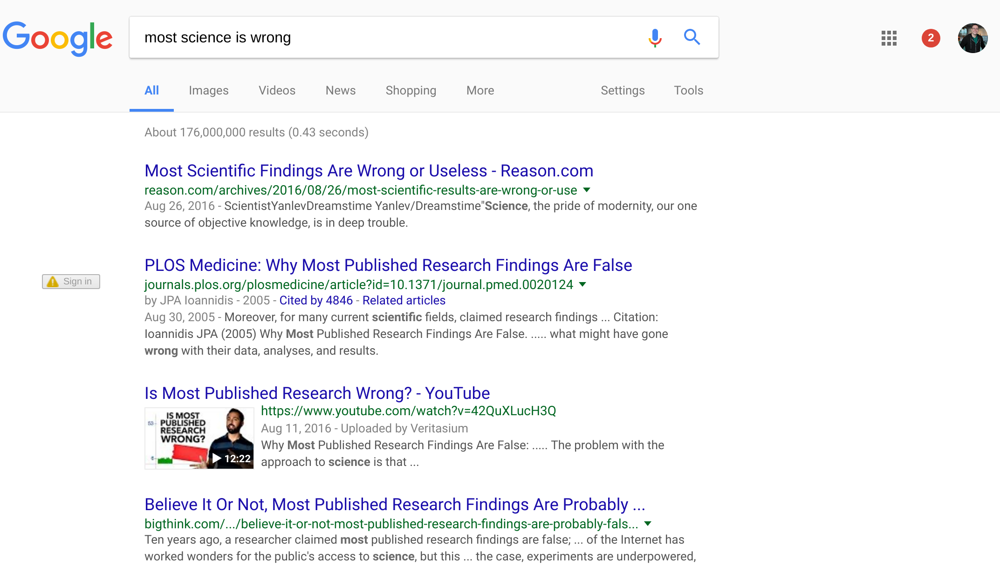 Google
most science is wrong
2
All Images Videos News Shopping More Settings Tools
About 176,000,000 results (0.43 seconds)
Most Scientific Findings Are Wrong or Useless - Reason.com
reason.com/archives/2016/08/26/most-scientific-results-are-wrong-or-use
Aug 26, 2016 - ScientistYanlevDreamstime Yanlev/Dreamstime"Science, the pride of modernity, our one
source of objective knowledge, is in deep trouble.
PLOS Medicine: Why Most Published Research Findings Are False
Sign in
journals.plos.org/plosmedicine/article?id=10.1371/journal.pmed.0020124
by JPA Ioannidis - 2005 - Cited by 4846 - Related articles
Aug 30, 2005 - Moreover, for many current scientific fields, claimed research findings ... Citation:
Ioannidis JPA (2005) Why Most Published Research Findings Are False. ..... what might have gone
wrong with their data, analyses, and results.
Is Most Published Research Wrong? - YouTube
IS MOST
PUBLISHED
RESEARCH
WRONG?
12:22
https://www.youtube.com/watch?v=42QuXLucH3Q
Aug 11, 2016 - Uploaded by Veritasium
Why Most Published Research Findings Are False: ..... The problem with the
approach to science is that ...
Believe It Or Not, Most Published Research Findings Are Probably ...
bigthink.com/.../believe-it-or-not-most-published-research-findings-are-probably-fals...
Ten years ago, a researcher claimed most published research findings are false; ... of the Internet has
worked wonders for the public's access to science, but this ... the case, experiments are underpowered,